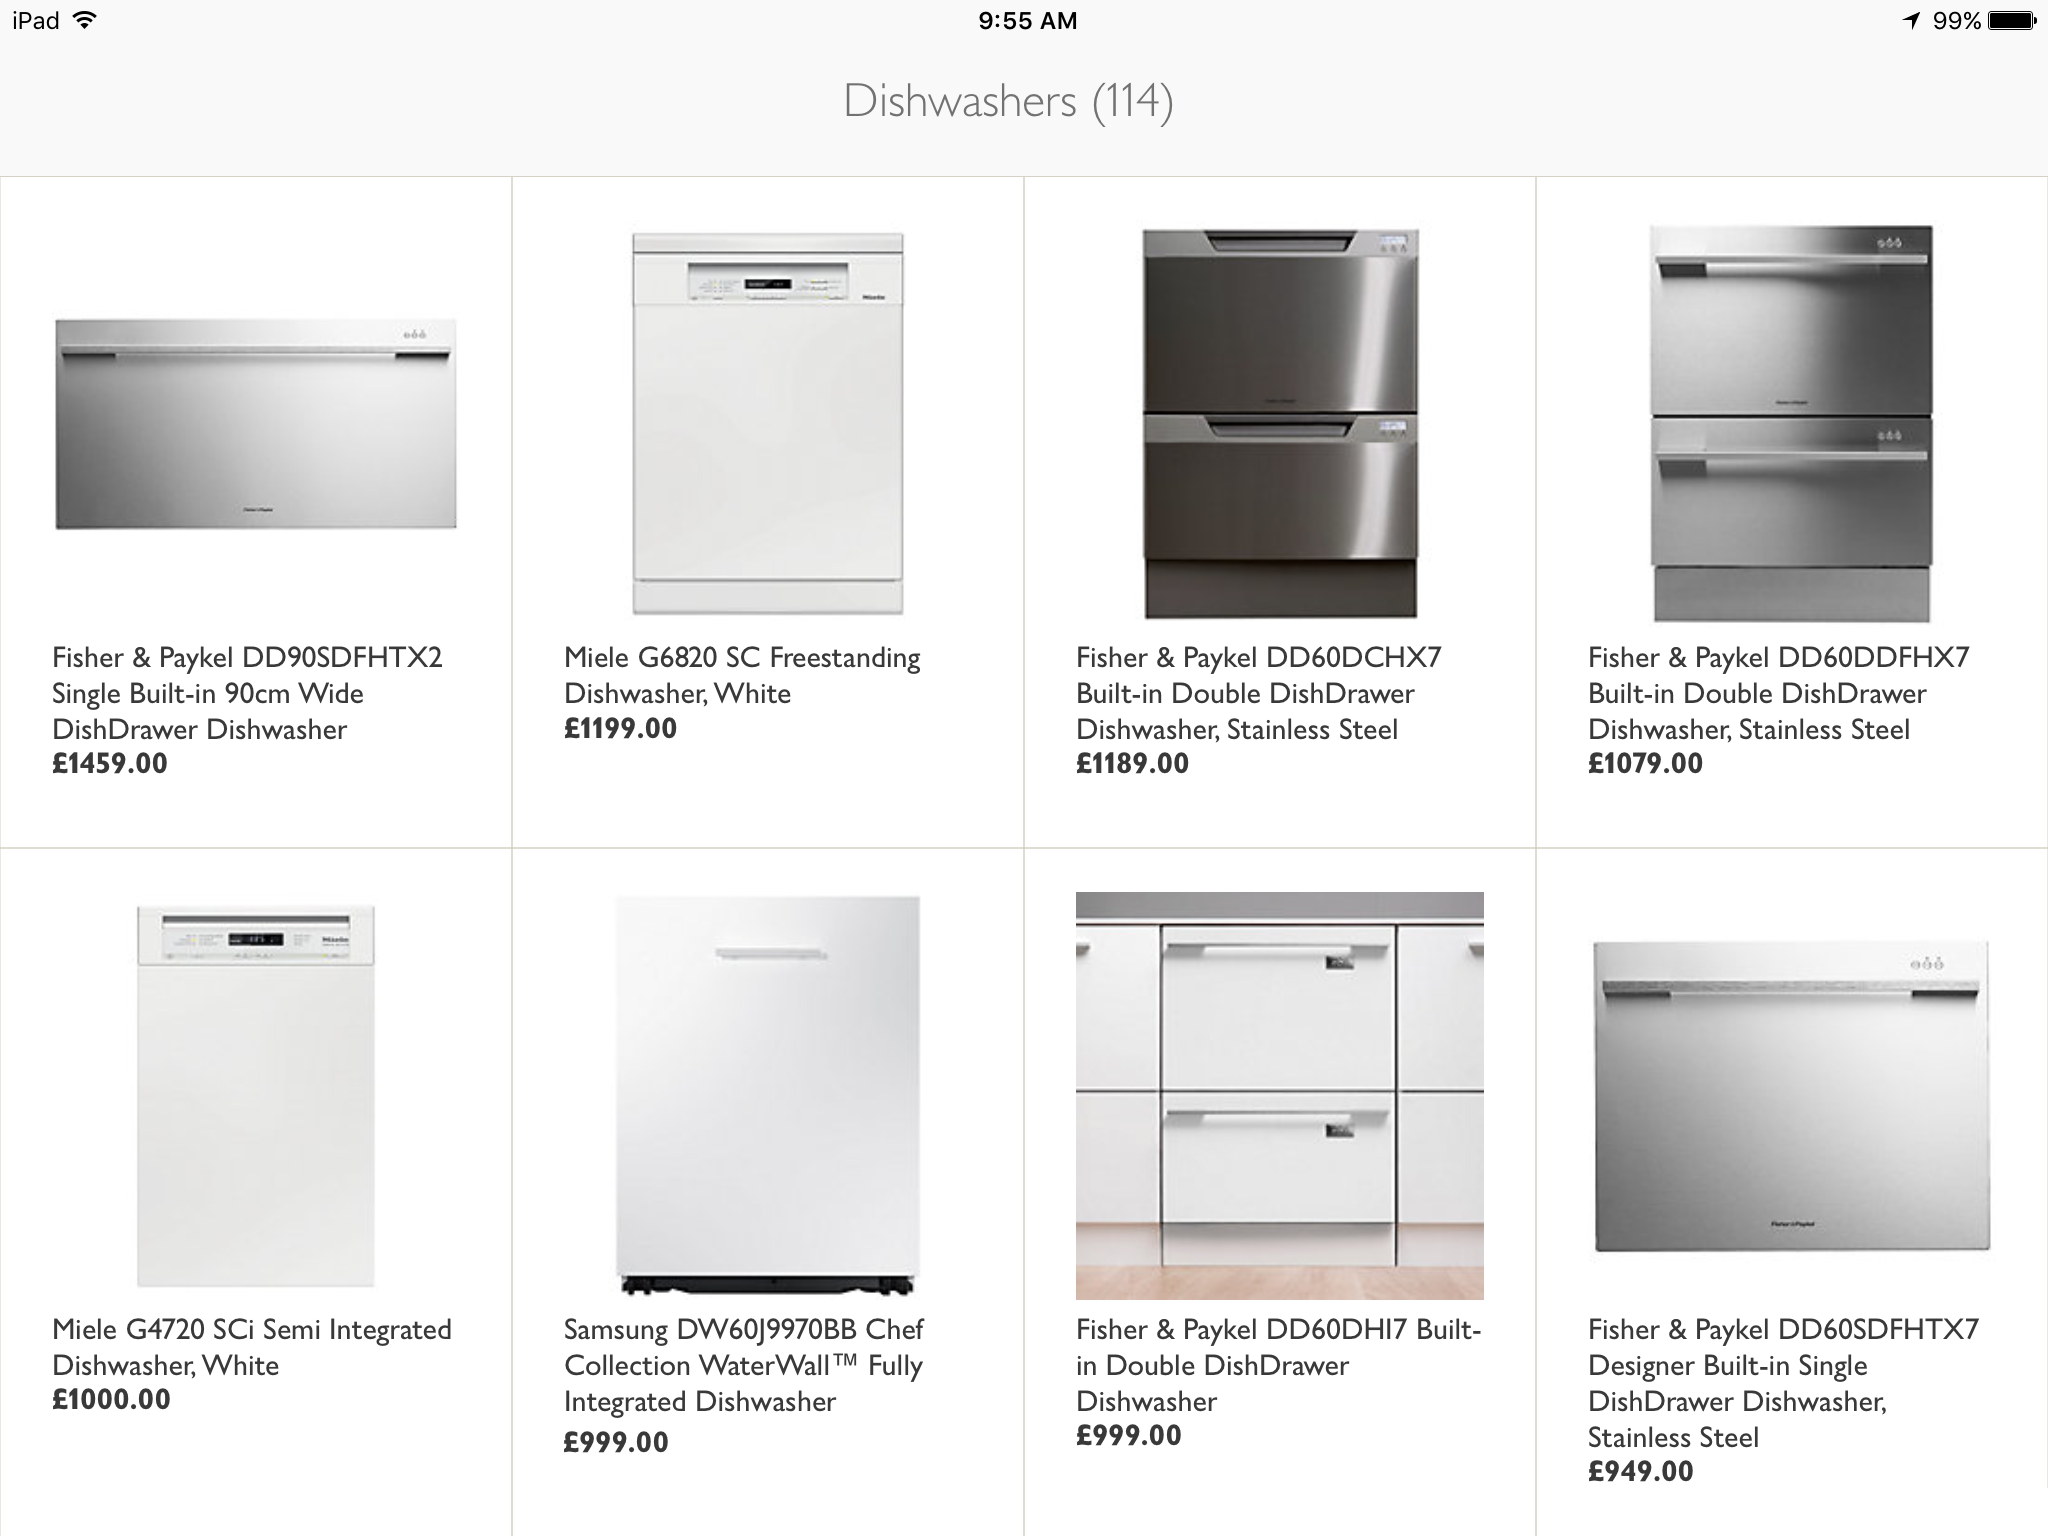 iPad
9:55 AM
99%
Dishwashers (114)
Fisher & Paykel DD90SDFHTX2
Single Built-in 90cm Wide
DishDrawer Dishwasher
£1459.00
Miele G6820 SC Freestanding
Dishwasher, White
£1199.00
Fisher & Paykel DD60DCHX7
Built-in Double DishDrawer
Dishwasher, Stainless Steel
£1189.00
Fisher & Paykel DD60DDFHX7
Built-in Double DishDrawer
Dishwasher, Stainless Steel
£1079.00
Miele G4720 SCi Semi Integrated
Dishwasher, White
£1000.00
Samsung DW60J9970BB Chef
Collection WaterWall™ Fully
Integrated Dishwasher
£999.00
Fisher & Paykel DD60DHI7 Built-
in Double DishDrawer
Dishwasher
£999.00
Fisher & Paykel DD60SDFHTX7
Designer Built-in Single
DishDrawer Dishwasher,
Stainless Steel
£949.00